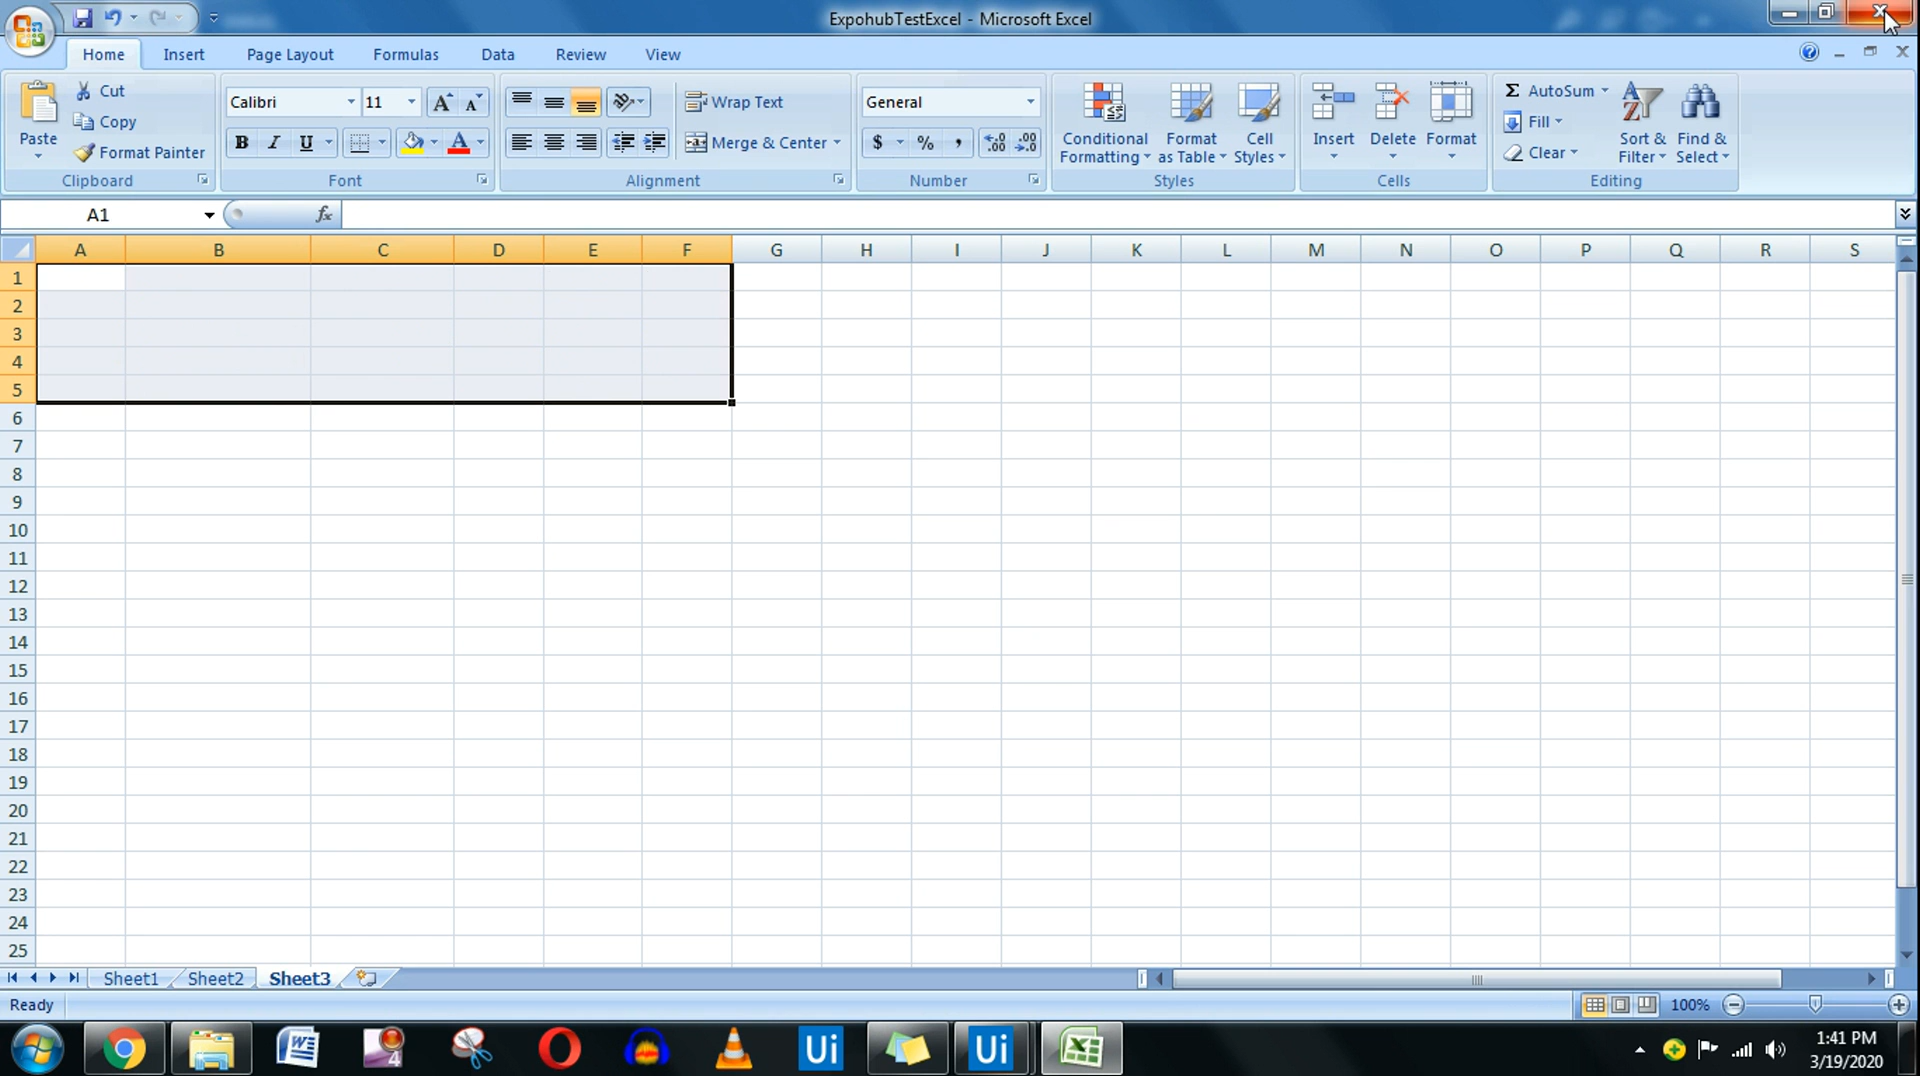 ExpohubTestExcel - Microsoft Excel
Home Insert Page Layout Formulas Data Review View
Paste Cut Calibri 11 Wrap Text General Conditional Formatting Format as Table Cell Styles Insert Delete Format Σ AutoSum Sort & Filter Find & Select
Copy Fill
Format Painter B I U A Merge & Center $ % , Clear
Clipboard Font Alignment Number Styles Cells Editing
A1 fx
A B C D E F G H I J K L M N O P Q R S
1
2
3
4
5
6
7
8
9
10
11
12
13
14
15
16
17
18
19
20
21
22
23
24
25
Sheet1 Sheet2 Sheet3
Ready 100%
4 Ui Ui 1:41 PM
3/19/2020